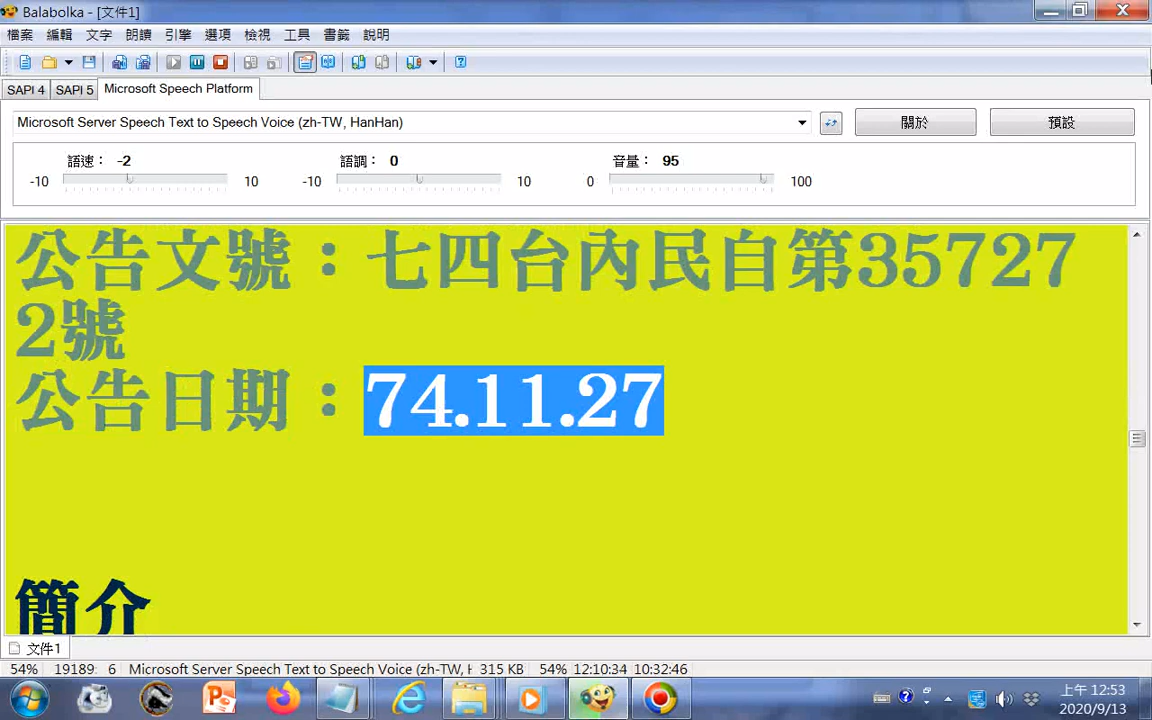 Balabolka - [文件1]
檔案 編輯 文字 朗讀 引擎 選項 檢視 工具 書籤 說明
SAPI 4 SAPI 5 Microsoft Speech Platform
Microsoft Server Speech Text to Speech Voice (zh-TW, HanHan) 關於 預設
語速： -2 語調： 0 音量： 95
-10 10 -10 10 0 100
公告文號：七四台內民自第35727
2號
公告日期：74.11.27
簡介
文件1
54% 19189: 6 Microsoft Server Speech Text to Speech Voice (zh-TW, H 315 KB 54% 12:10:34 10:32:46
上午 12:53
2020/9/13